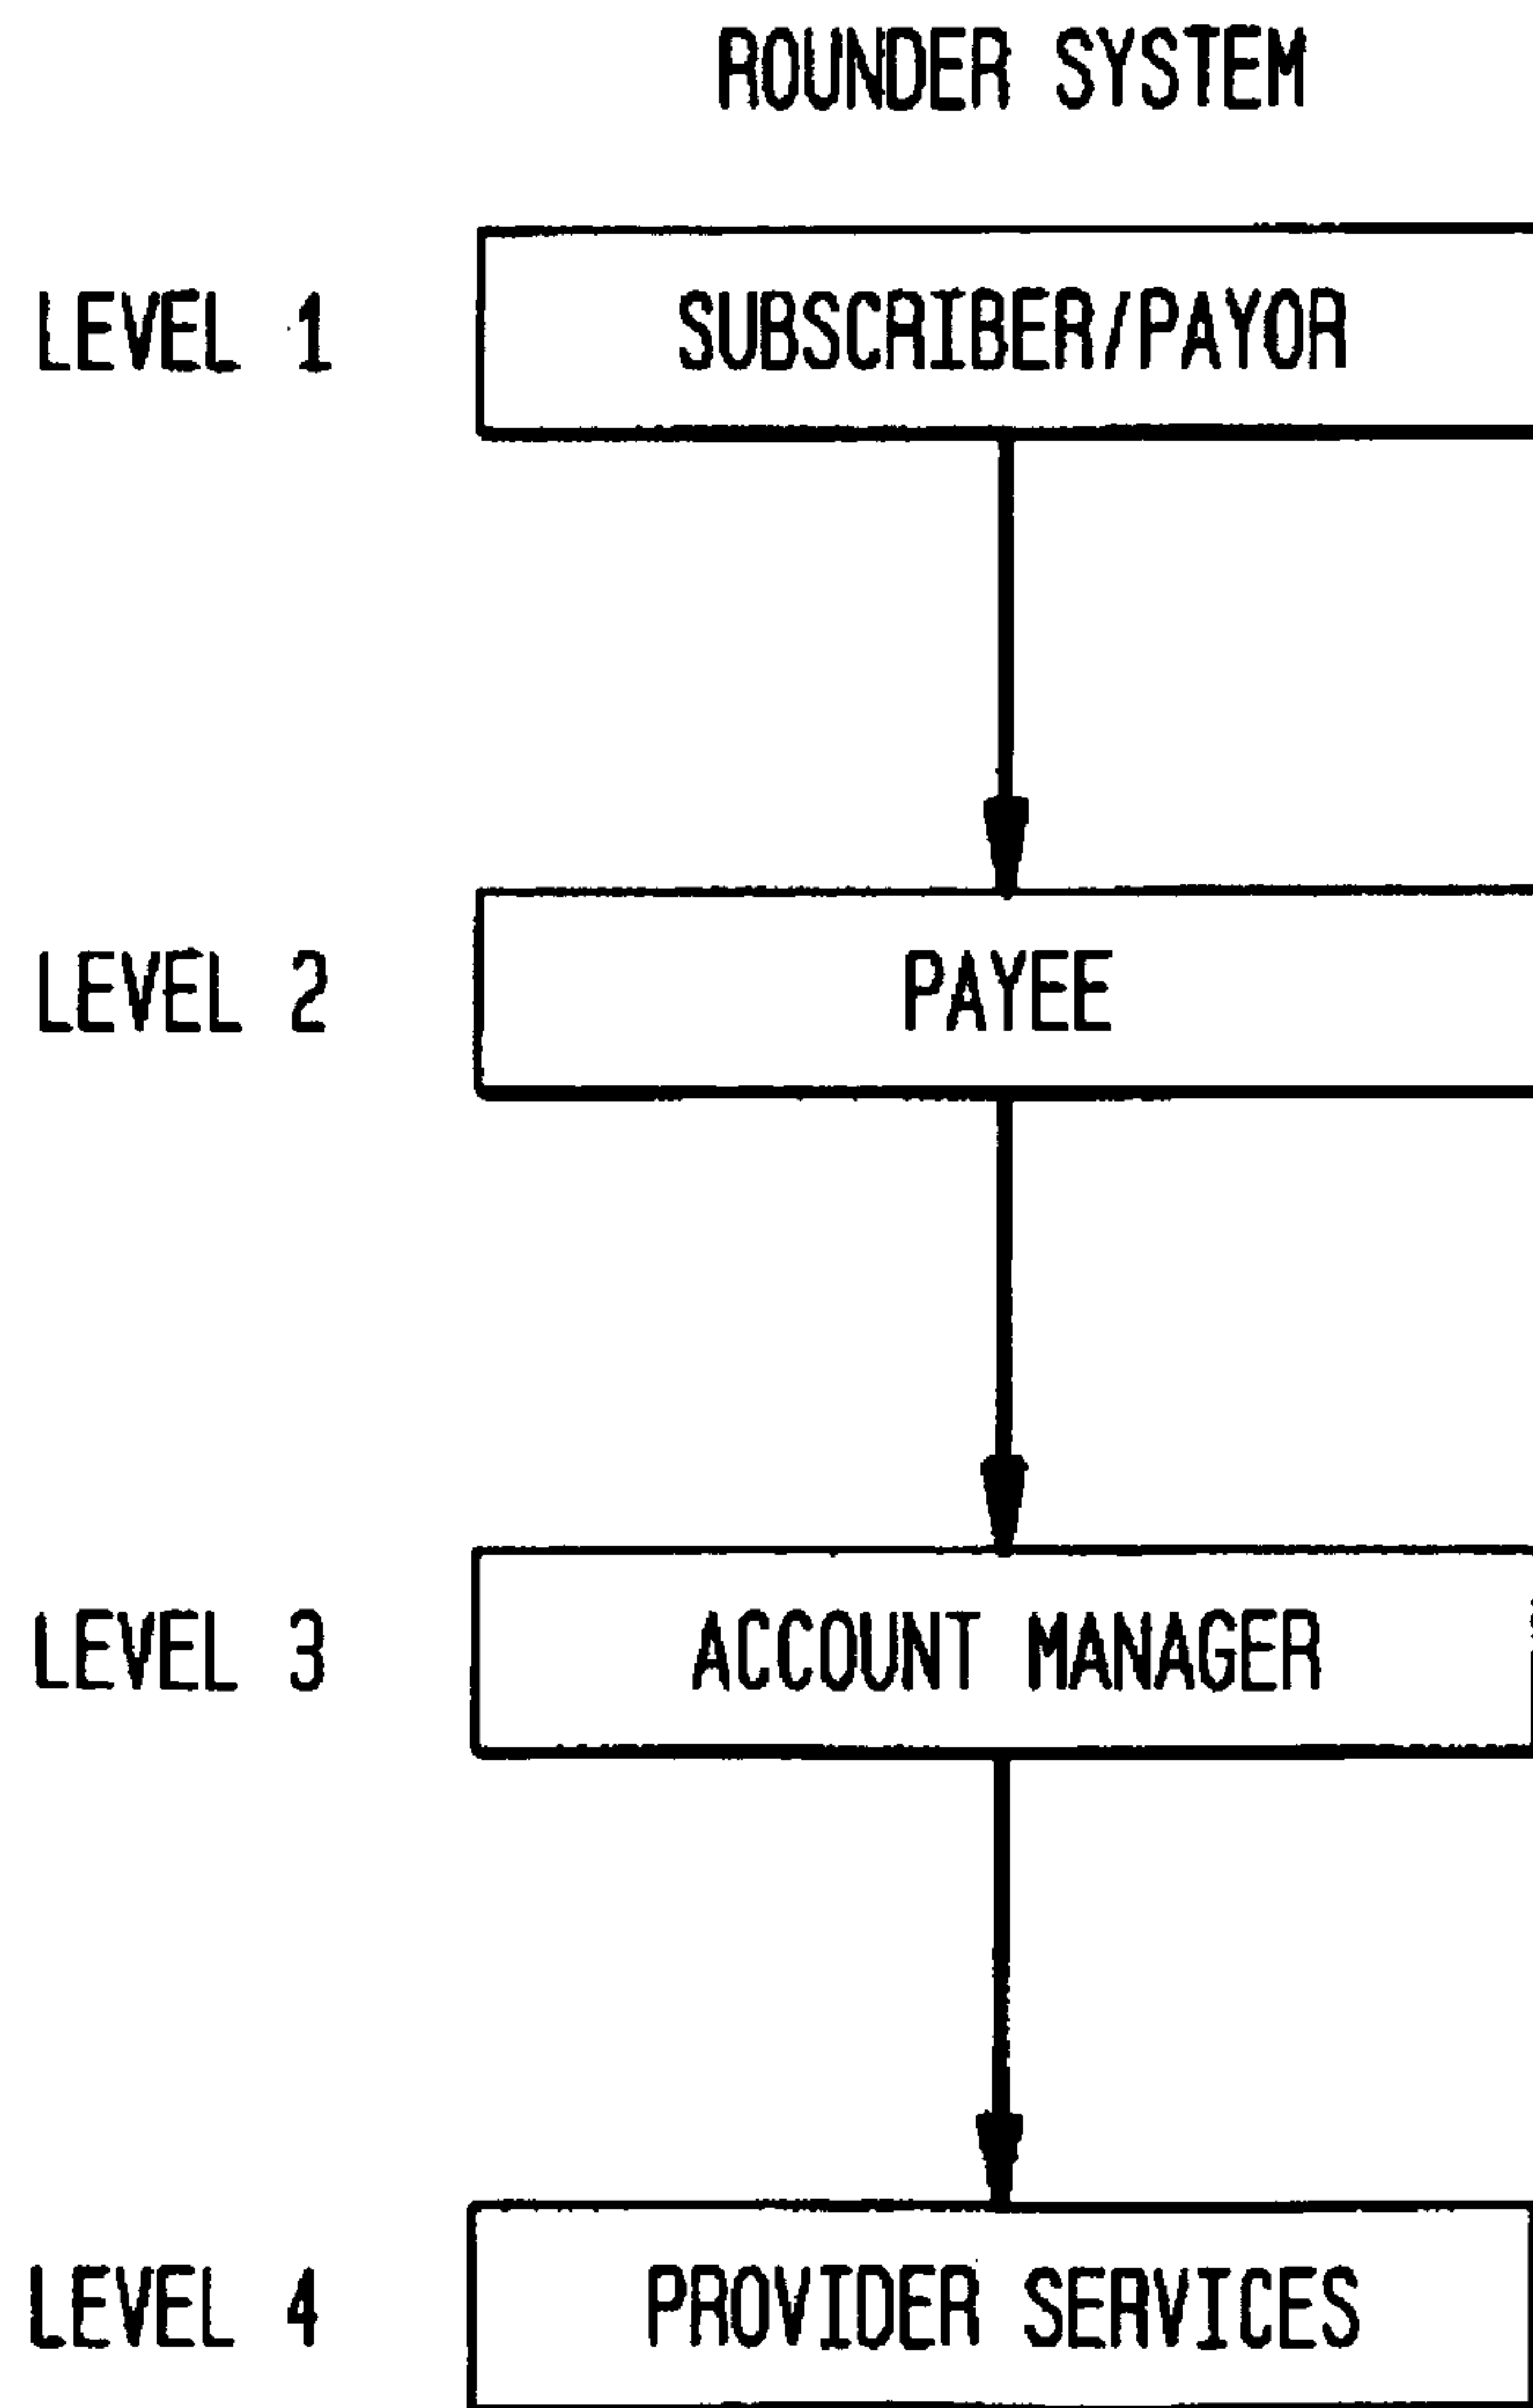 ROUNDER SYSTEM
LEVEL 1 SUBSCRIBER/PAYOR
LEVEL 2 PAYEE
LEVEL 3 ACCOUNT MANAGER
LEVEL 4 PROVIDER SERVICES